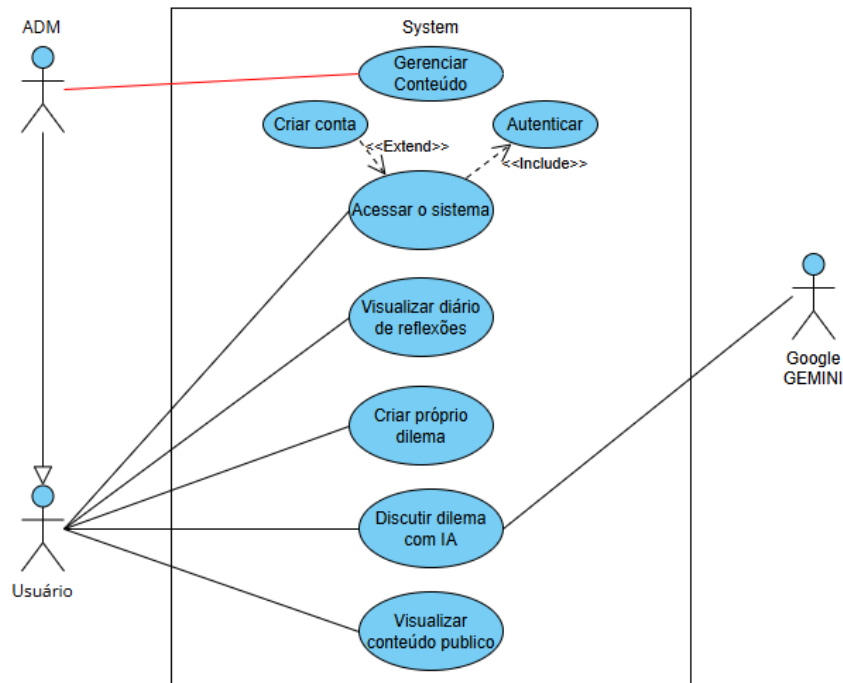 ADM
System
Gerenciar
Conteúdo
Criar conta
Autenticar
<<Extend>>
<<Include>>
Acessar o sistema
Visualizar diário
de reflexões
Google
GEMINI
Criar próprio
dilema
Discutir dilema
com IA
Usuário
Visualizar
conteúdo publico